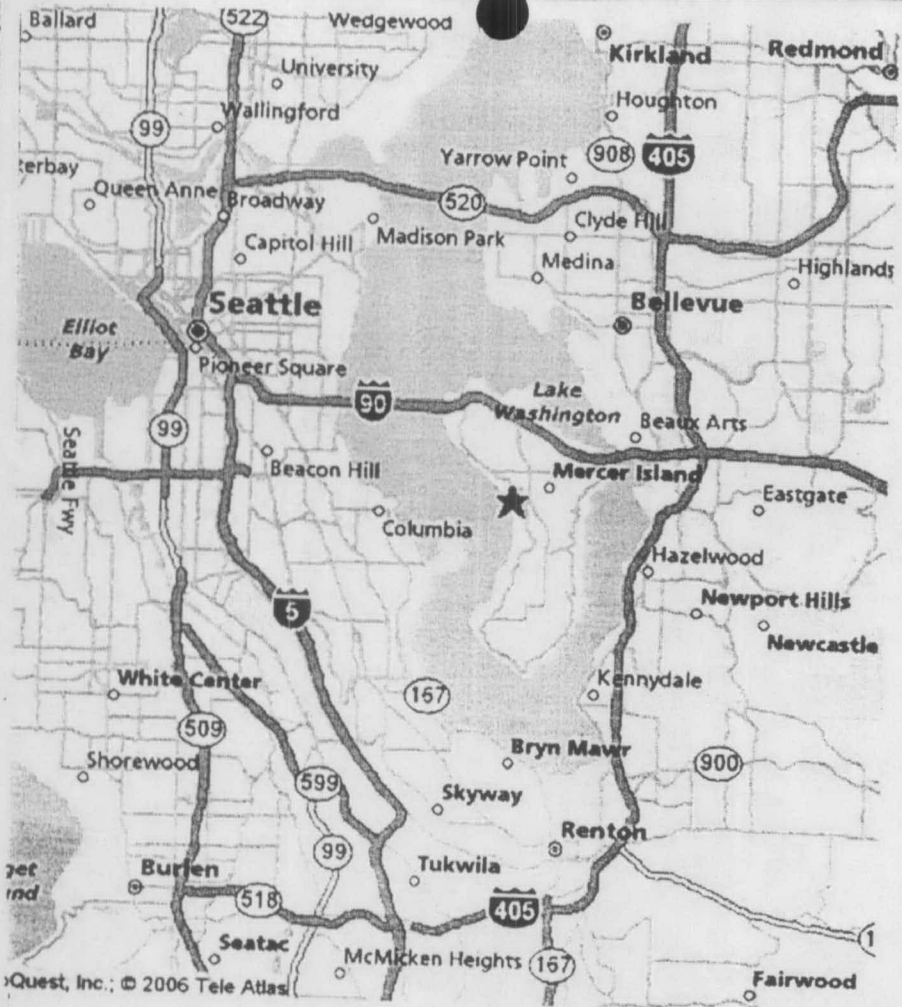 Ballard
522
Wedgewood
Kirkland
Redmond
University
Houghton
Wallingford
99
908
405
Yarrow Point
terbay
Queen Anne
Broadway
520
Clyde Hill
Madison Park
Capitol Hill
Medina
Highlands
Seattle
Bellevue
Elliot
Bay
Pioneer Square
90
Lake
Washington
99
Beaux Arts
Seattle Fwy
Beacon Hill
Mercer Island
Eastgate
Columbia
Hazelwood
5
Newport Hills
Newcastle
White Center
167
Kennydale
509
Bryn Mawr
900
Shorewood
599
Skyway
99
Renton
get
nd
Burien
Tukwila
518
405
1
Seatac
McMicken Heights
167
Quest, Inc.; © 2006 Tele Atlas
Fairwood